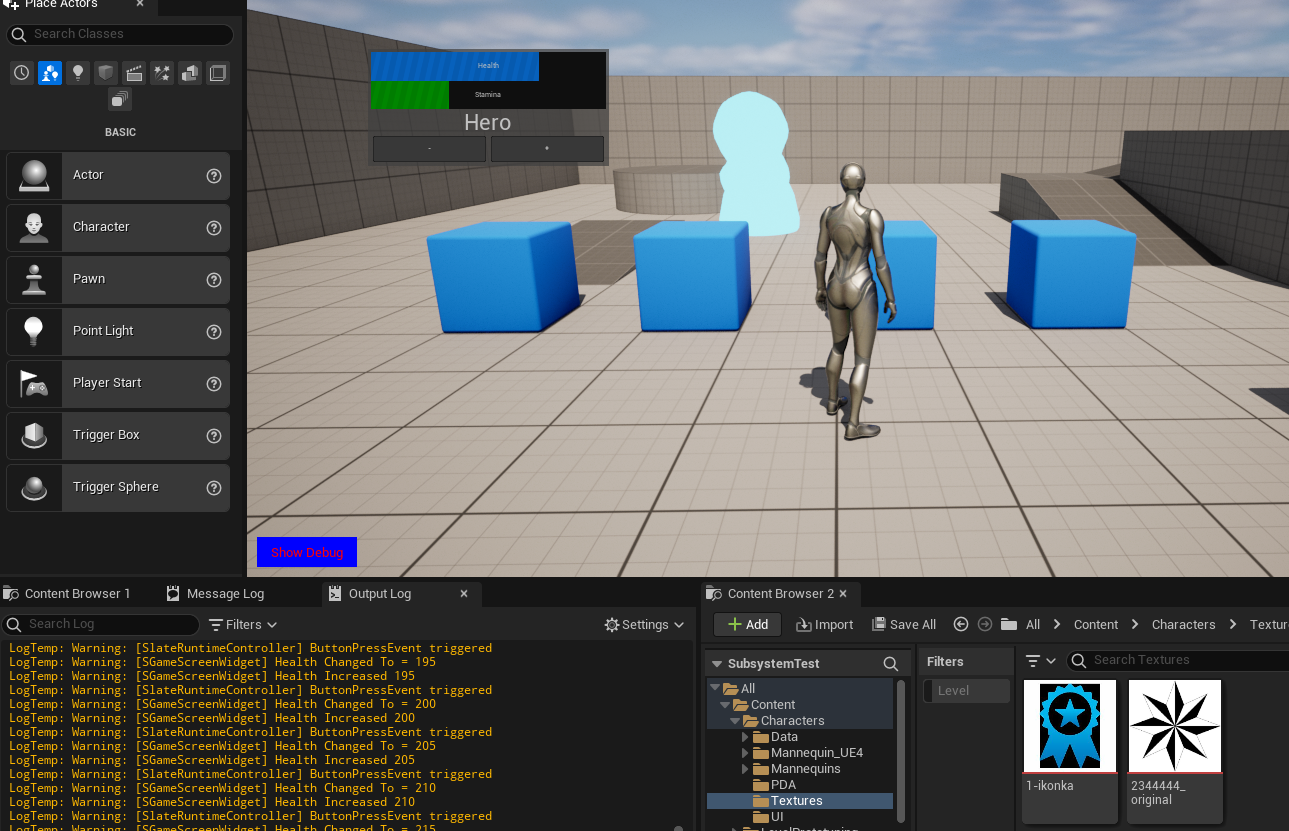 Place Actors
Search Classes
BASIC
Actor
Character
Pawn
Point Light
Player Start
Trigger Box
Trigger Sphere
Health
Stamina
Hero
- +
Show Debug
Content Browser 1
Message Log
Output Log
Search Log
Filters
Settings
LogTemp: Warning: [SlateRuntimeController] ButtonPressEvent triggered
LogTemp: Warning: [SGameScreenWidget] Health Changed To = 195
LogTemp: Warning: [SGameScreenWidget] Health Increased 195
LogTemp: Warning: [SlateRuntimeController] ButtonPressEvent triggered
LogTemp: Warning: [SGameScreenWidget] Health Changed To = 200
LogTemp: Warning: [SGameScreenWidget] Health Increased 200
LogTemp: Warning: [SlateRuntimeController] ButtonPressEvent triggered
LogTemp: Warning: [SGameScreenWidget] Health Changed To = 205
LogTemp: Warning: [SGameScreenWidget] Health Increased 205
LogTemp: Warning: [SlateRuntimeController] ButtonPressEvent triggered
LogTemp: Warning: [SGameScreenWidget] Health Changed To = 210
LogTemp: Warning: [SGameScreenWidget] Health Increased 210
LogTemp: Warning: [SlateRuntimeController] ButtonPressEvent triggered
LogTemp: Warning: [SGameScreenWidget] Health Changed To = 215
Content Browser 2
Add
Import
Save All
All > Content > Characters > Textur
SubsystemTest
All
Content
Characters
Data
Mannequin_UE4
Mannequins
PDA
Textures
UI
LevelPrototyping
Filters
Level
Search Textures
1-ikonka
2344444_
original